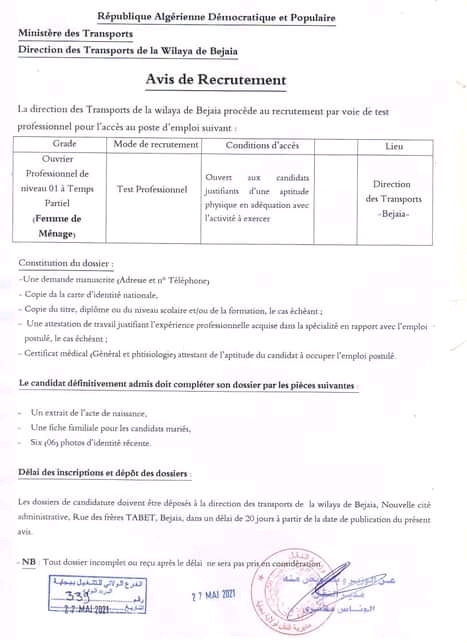 République Algérienne Démocratique et Populaire
Ministère des Transports
Direction des Transports de la Wilaya de Bejaia
Avis de Recrutement
La direction des Transports de la wilaya de Bejaia procède au recrutement par voie de test
professionnel pour l'accès au poste d'emploi suivant :
Grade
Mode de recrutement
Conditions d'accès
Lieu
Ouvrier
Professionnel de
niveau 01 à Temps
Partiel
(Femme de
Ménage)
Test Professionnel
Ouvert aux candidats
justifiants d'une aptitude
physique en adéquation avec
l'activité à exercer
Direction
des Transports
-Bejaia-
Constitution du dossier :
-Une demande manuscrite (Adresse et n° Téléphone)
- Copie da la carte d'identité nationale,
- Copie du titre, diplôme ou du niveau scolaire et/ou de la formation, le cas échéant ;
- Une attestation de travail justifiant l'expérience professionnelle acquise dans la spécialité en rapport avec l'emploi
postulé, le cas échéant ;
- Certificat médical (Général et phtisiologie) attestant de l'aptitude du candidat à occuper l'emploi postulé.
Le candidat définitivement admis doit compléter son dossier par les pièces suivantes :
- Un extrait de l'acte de naissance,
- Une fiche familiale pour les candidats mariés,
- Six (06) photos d'identité récente.
Délai des inscriptions et dépôt des dossiers :
Les dossiers de candidature doivent être déposés à la direction des transports de la wilaya de Bejaia, Nouvelle cité
administrative, Rue des frères TABET, Bejaia, dans un délai de 20 jours à partir de la date de publication du présent
avis.
- NB : Tout dossier incomplet ou reçu après le délai ne sera pas pris en considération.
الفرع الولائي للتشغيل ببجاية
رقم
27 MAI 2021
التاريخ
27 MAI 2021
عن الوزير و بتفويض منه
مدير النقل